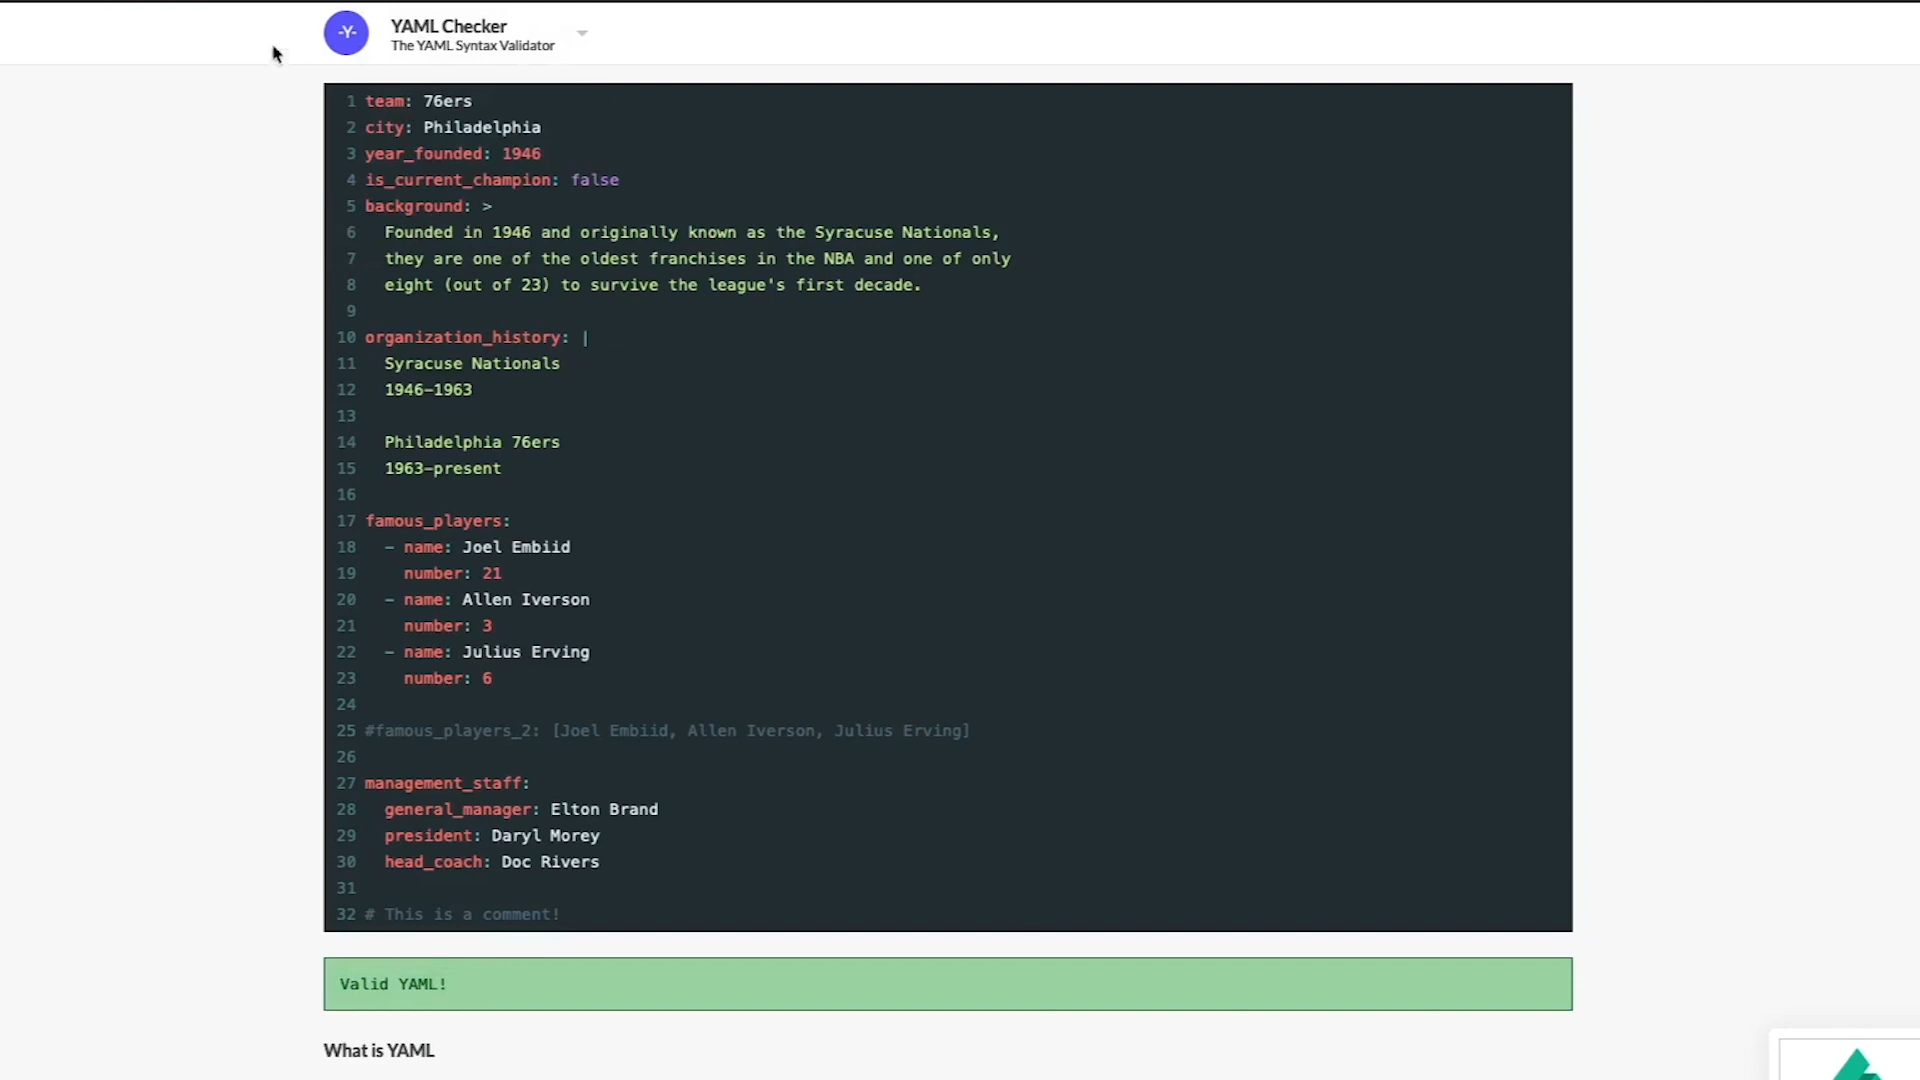 -Y-
YAML Checker
The YAML Syntax Validator
1 team: 76ers
2 city: Philadelphia
3 year_founded: 1946
4 is_current_champion: false
5 background: >
6 Founded in 1946 and originally known as the Syracuse Nationals,
7 they are one of the oldest franchises in the NBA and one of only
8 eight (out of 23) to survive the league's first decade.
9
10 organization_history: |
11 Syracuse Nationals
12 1946–1963
13
14 Philadelphia 76ers
15 1963–present
16
17 famous_players:
18 - name: Joel Embiid
19 number: 21
20 - name: Allen Iverson
21 number: 3
22 - name: Julius Erving
23 number: 6
24
25 #famous_players_2: [Joel Embiid, Allen Iverson, Julius Erving]
26
27 management_staff:
28 general_manager: Elton Brand
29 president: Daryl Morey
30 head_coach: Doc Rivers
31
32 # This is a comment!
Valid YAML!
What is YAML